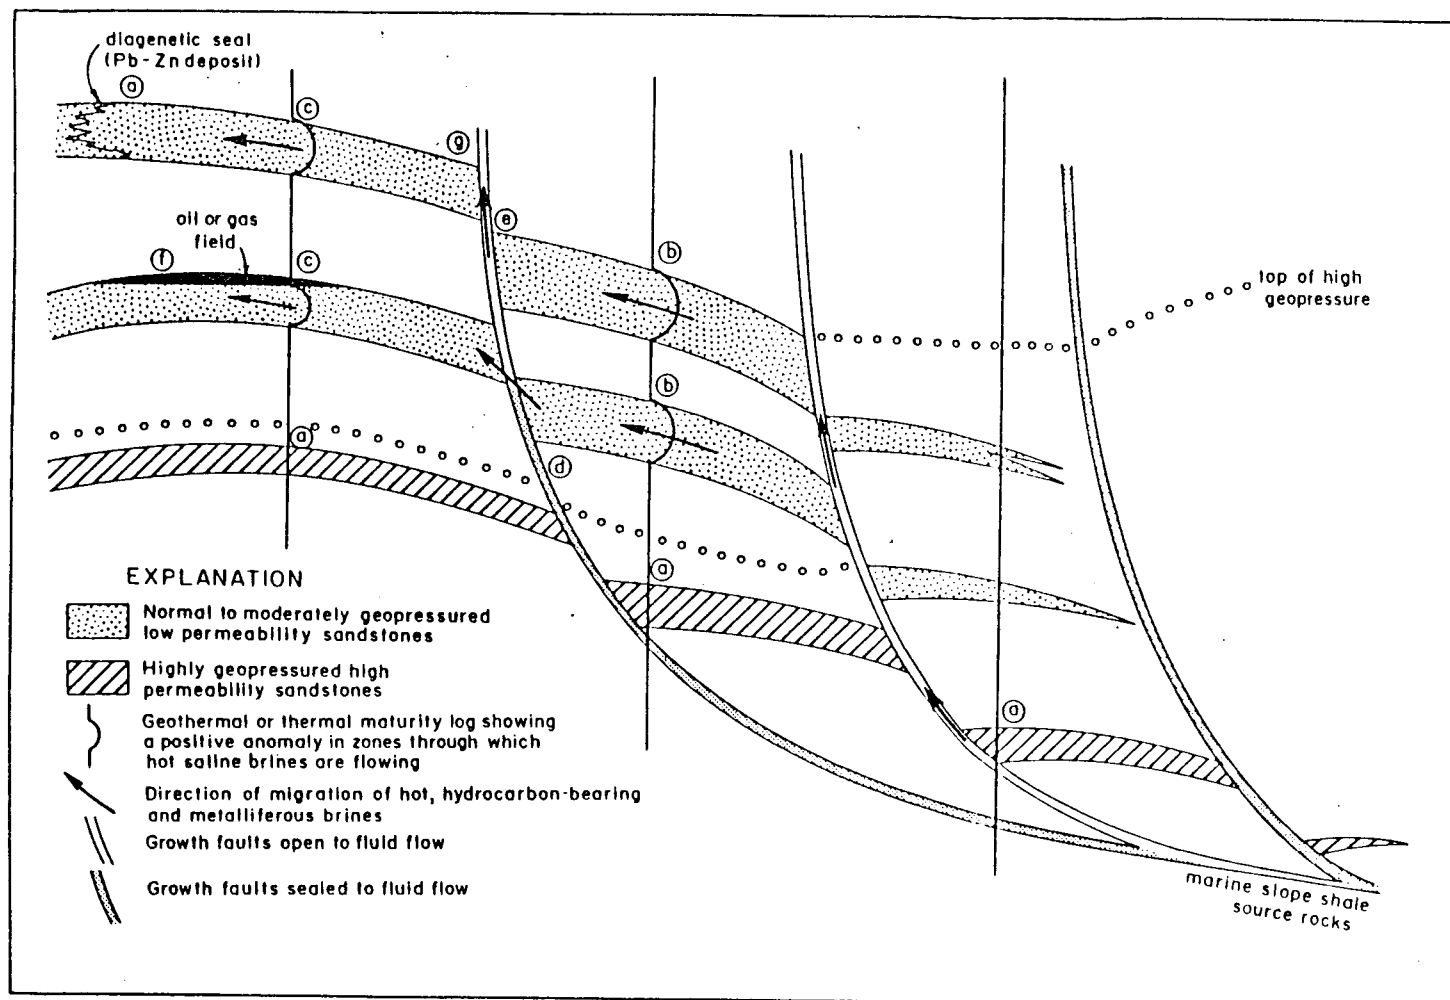 diagenetic seal
(Pb-Zn deposit)
ⓐ
ⓒ
ⓖ
oil or gas
field
ⓔ
ⓕ
ⓒ
ⓑ
top of high
geopressure
ⓑ
ⓐ
ⓓ
ⓐ
ⓐ
EXPLANATION
Normal to moderately geopressured
low permeability sandstones
Highly geopressured high
permeability sandstones
Geothermal or thermal maturity log showing
a positive anomaly in zones through which
hot saline brines are flowing
Direction of migration of hot, hydrocarbon-bearing
and metalliferous brines
Growth faults open to fluid flow
Growth faults sealed to fluid flow
marine slope shale
source rocks